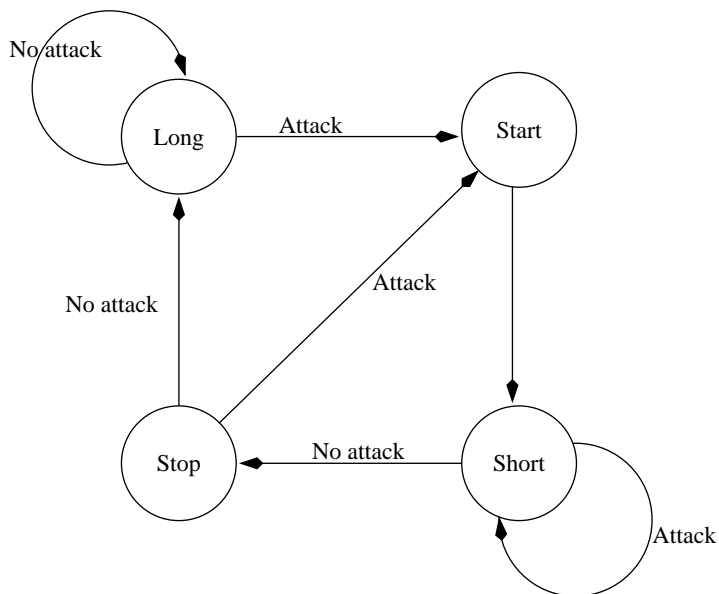 No attack
Long
Attack
Start
Attack
No attack
Stop
No attack
Short
Attack